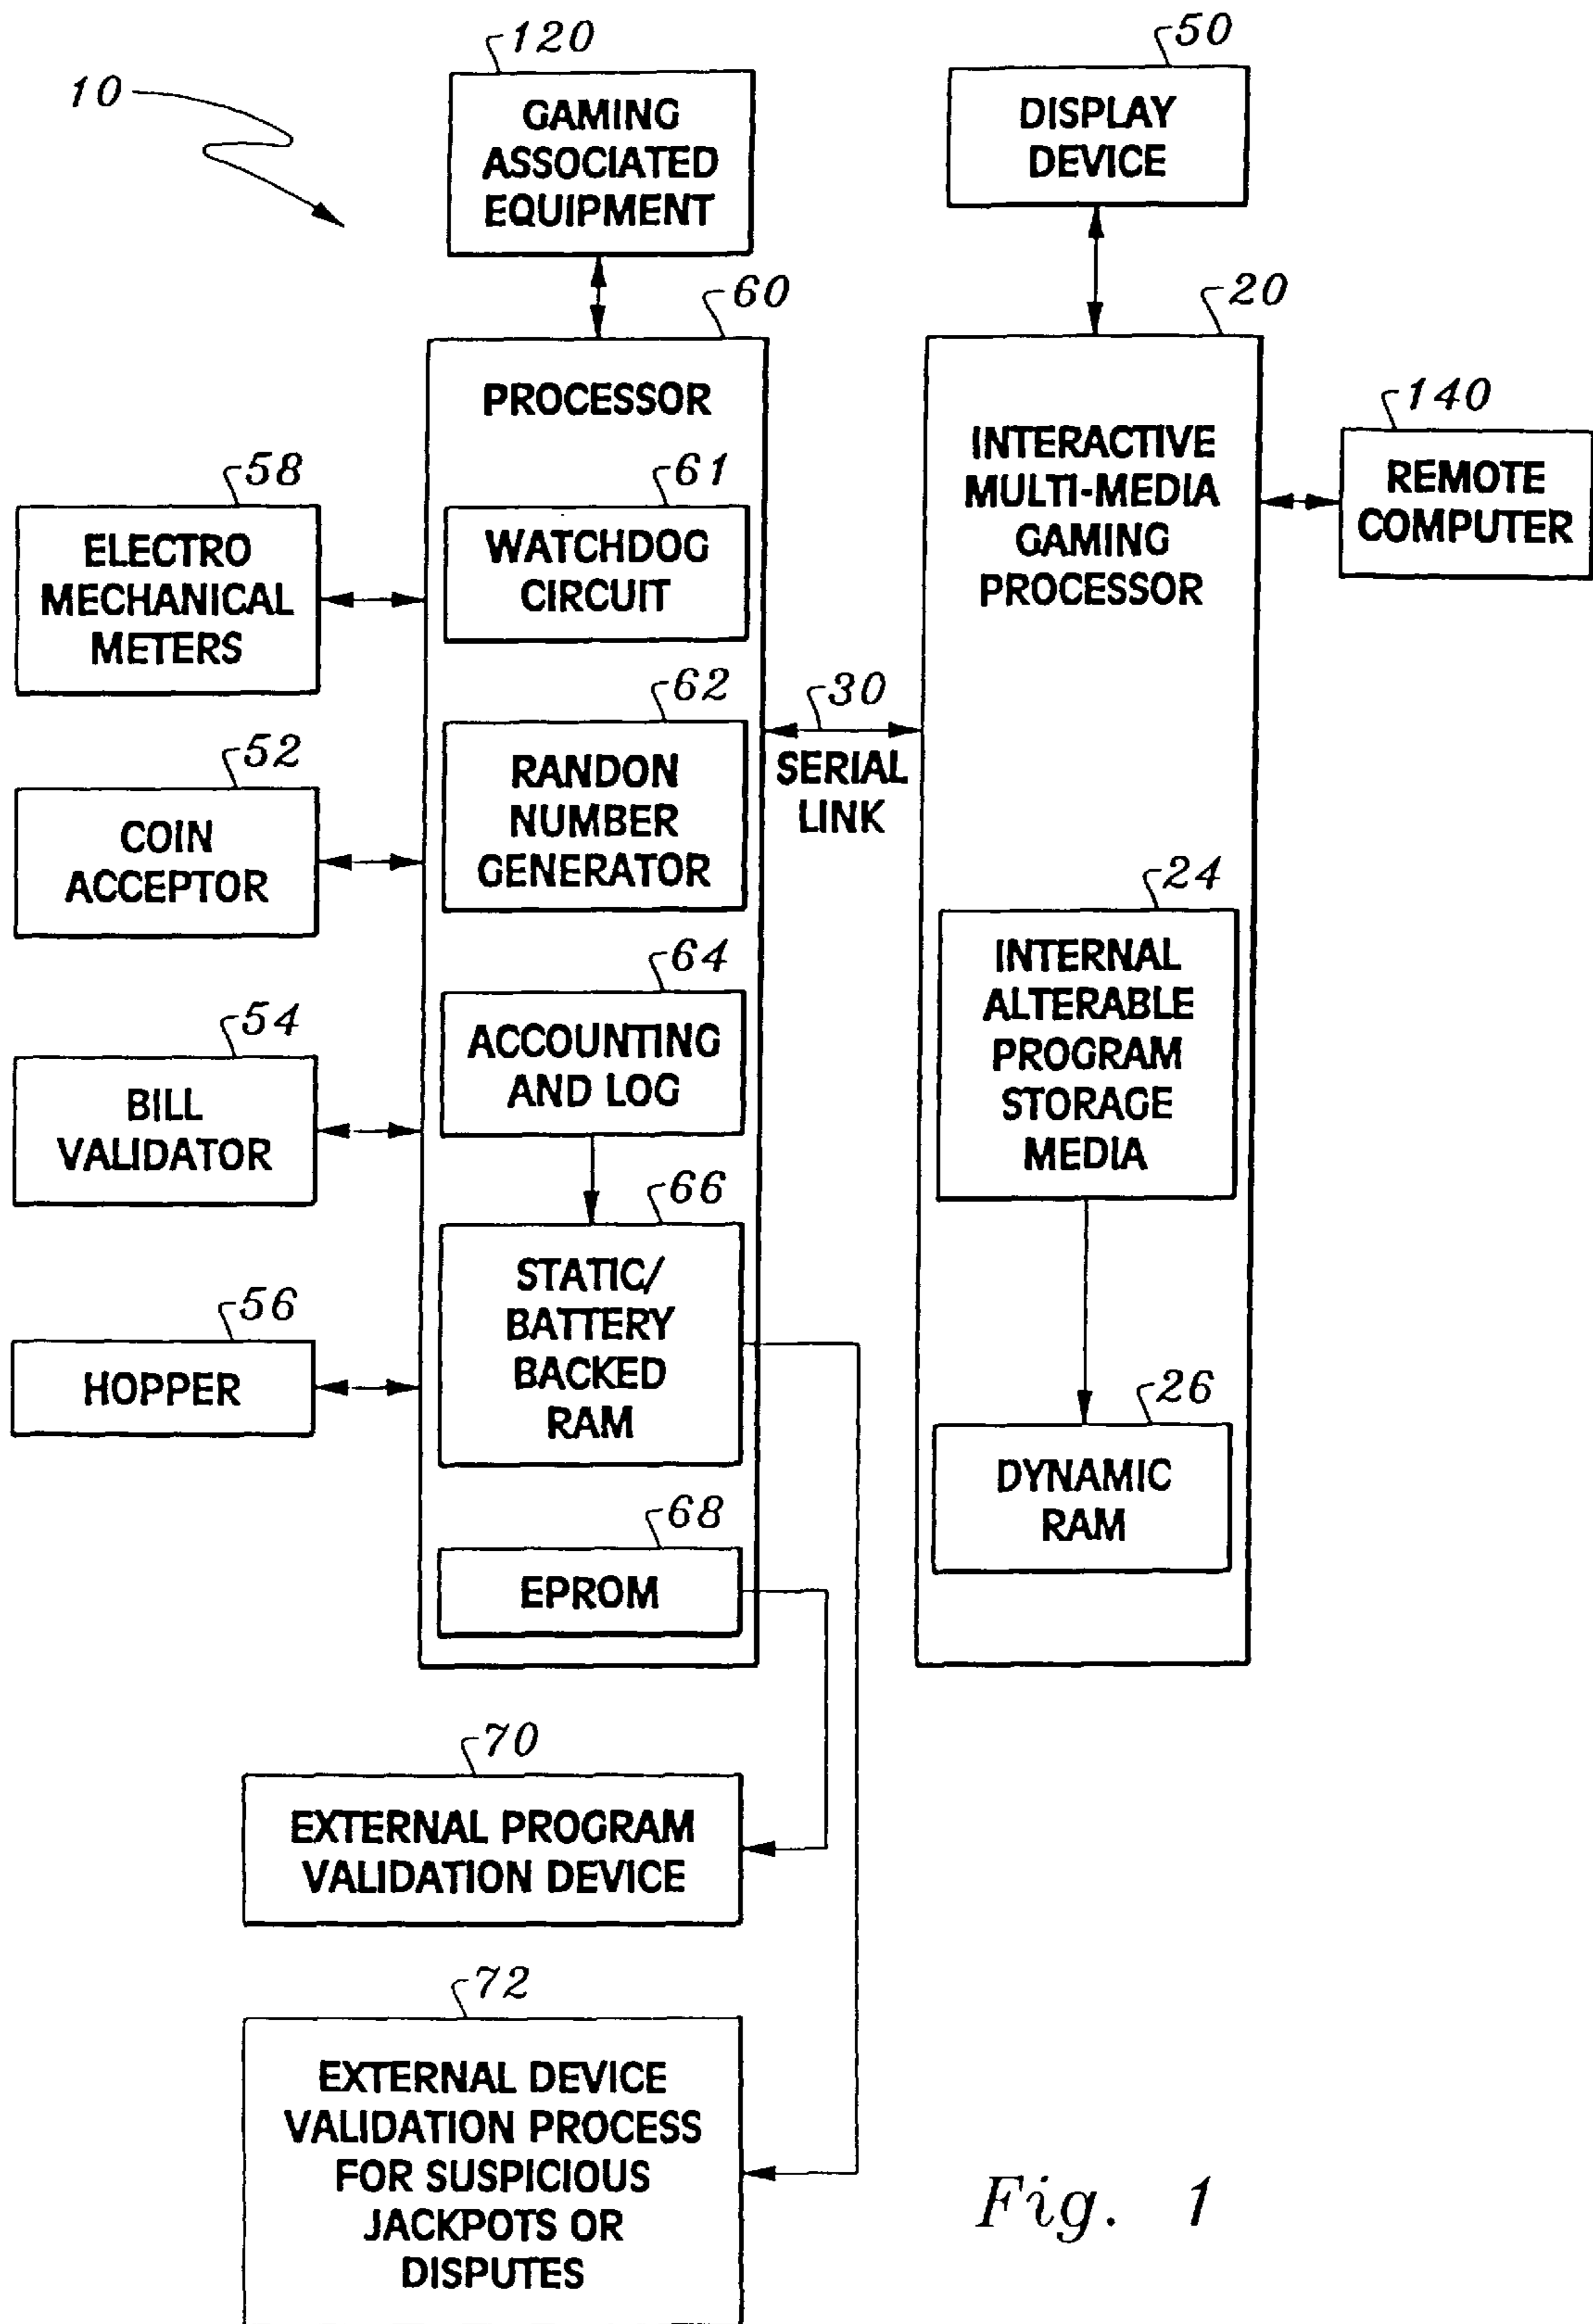 120
50
10
GAMING
ASSOCIATED
EQUIPMENT
DISPLAY
DEVICE
60
20
PROCESSOR
INTERACTIVE
MULTI-MEDIA
GAMING
PROCESSOR
140
REMOTE
COMPUTER
58
ELECTRO
MECHANICAL
METERS
61
WATCHDOG
CIRCUIT
62
RANDON
NUMBER
GENERATOR
30
SERIAL
LINK
52
COIN
ACCEPTOR
24
INTERNAL
ALTERABLE
PROGRAM
STORAGE
MEDIA
64
ACCOUNTING
AND LOG
54
BILL
VALIDATOR
66
STATIC/
BATTERY
BACKED
RAM
56
HOPPER
26
DYNAMIC
RAM
68
EPROM
70
EXTERNAL PROGRAM
VALIDATION DEVICE
72
EXTERNAL DEVICE
VALIDATION PROCESS
FOR SUSPICIOUS
JACKPOTS OR
DISPUTES
Fig. 1